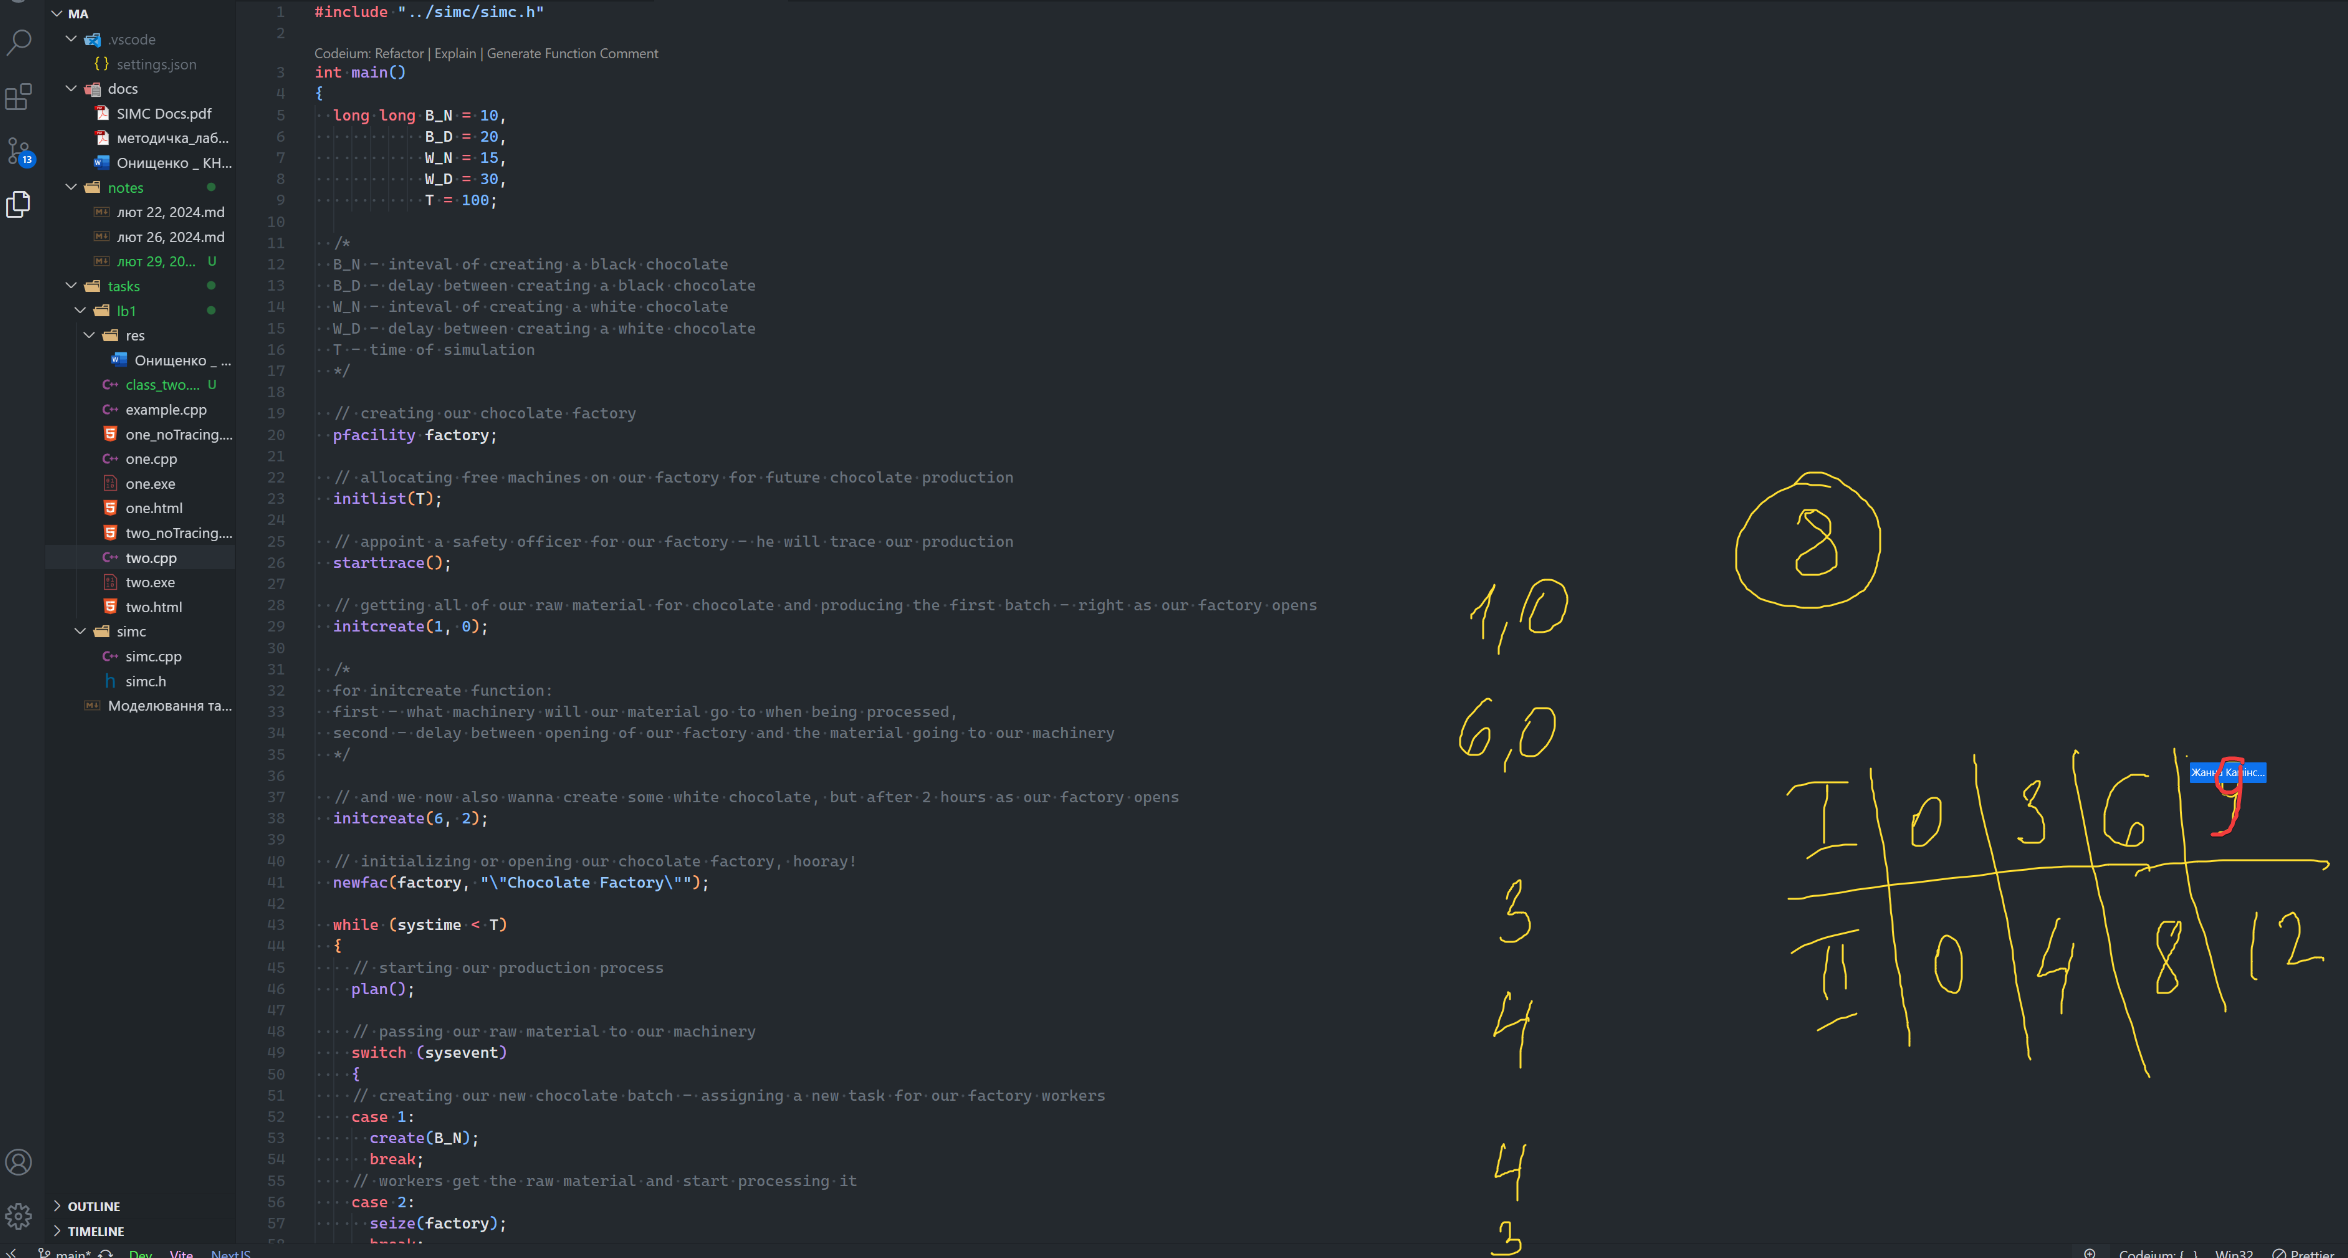 MA
.vscode
{ } settings.json
docs
SIMC Docs.pdf
методичка_лаб...
Онищенко _ КН...
notes
лют 22, 2024.md
лют 26, 2024.md
лют 29, 20... U
tasks
lb1
res
Онищенко _ ...
class_two.... U
example.cpp
one_noTracing....
one.cpp
one.exe
one.html
two_noTracing....
two.cpp
two.exe
two.html
simc
simc.cpp
simc.h
Моделювання та...
OUTLINE
TIMELINE
13
1 #include "../simc/simc.h"
2
Codeium: Refactor | Explain | Generate Function Comment
3 int main()
4 {
5 long long B_N = 10,
6 B_D = 20,
7 W_N = 15,
8 W_D = 30,
9 T = 100;
10
11 /*
12 B_N - inteval of creating a black chocolate
13 B_D - delay between creating a black chocolate
14 W_N - inteval of creating a white chocolate
15 W_D - delay between creating a white chocolate
16 T - time of simulation
17 */
18
19 // creating our chocolate factory
20 pfacility factory;
21
22 // allocating free machines on our factory for future chocolate production
23 initlist(T);
24
25 // appoint a safety officer for our factory - he will trace our production
26 starttrace();
27
28 // getting all of our raw material for chocolate and producing the first batch - right as our factory opens
29 initcreate(1, 0);
30
31 /*
32 for initcreate function:
33 first - what machinery will our material go to when being processed,
34 second - delay between opening of our factory and the material going to our machinery
35 */
36
37 // and we now also wanna create some white chocolate, but after 2 hours as our factory opens
38 initcreate(6, 2);
39
40 // initializing or opening our chocolate factory, hooray!
41 newfac(factory, "\"Chocolate Factory\"");
42
43 while (systime < T)
44 {
45 // starting our production process
46 plan();
47
48 // passing our raw material to our machinery
49 switch (sysevent)
50 {
51 // creating our new chocolate batch - assigning a new task for our factory workers
52 case 1:
53 create(B_N);
54 break;
55 // workers get the raw material and start processing it
56 case 2:
57 seize(factory);
58 break;
8
1,0
6,0
3
4
4
3
I 0 3 6 9
II 0 4 8 12
main* Dev Vite NextJS
Codeium: {..} Win32 Prettier